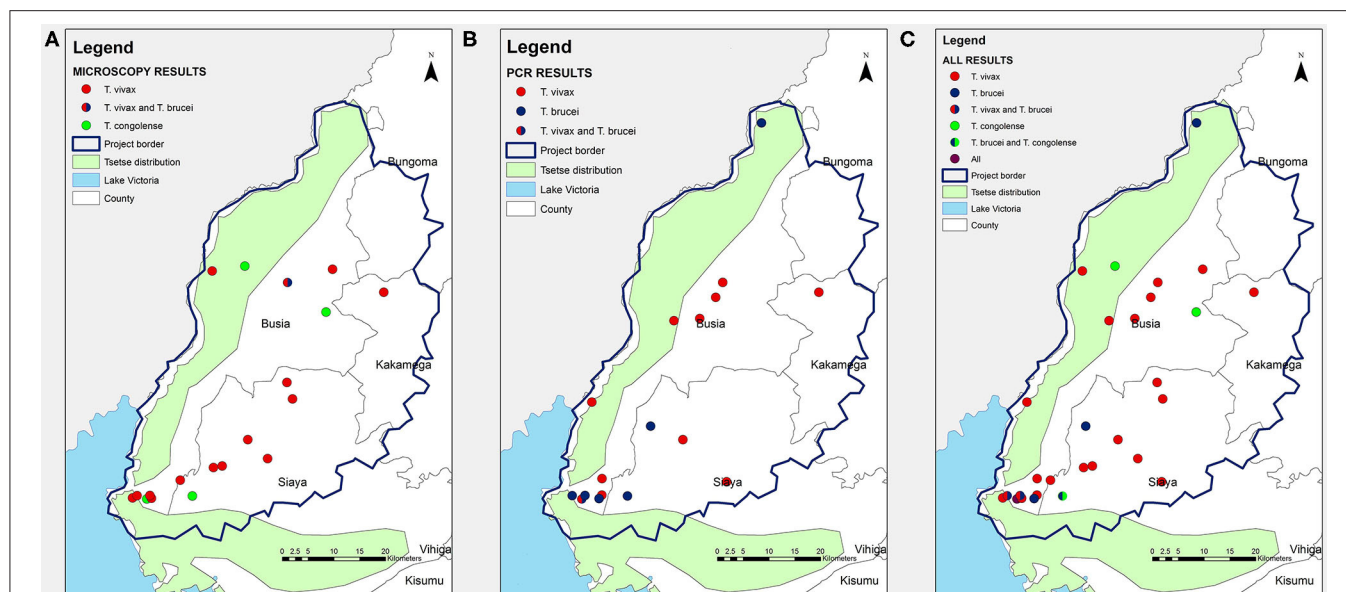 A
Legend
N
MICROSCOPY RESULTS
T. vivax
T. vivax and T. brucei
T. congolense
Project border
Tsetse distribution
Lake Victoria
County
Bungoma
Busia
Kakamega
Siaya
0 2.5 5 10 15 20
Kilometers
Vihiga
Kisumu
B
Legend
N
PCR RESULTS
T. vivax
T. brucei
T. vivax and T. brucei
Project border
Tsetse distribution
Lake Victoria
County
Bungoma
Busia
Kakamega
Siaya
0 2.5 5 10 15 20
Kilometers
Vihiga
Kisumu
C
Legend
N
ALL RESULTS
T. vivax
T. brucei
T. vivax and T. brucei
T. congolense
T. brucei and T. congolense
All
Project border
Tsetse distribution
Lake Victoria
County
Bungoma
Busia
Kakamega
Siaya
0 2.5 5 10 15 20
Kilometers
Vihiga
Kisumu